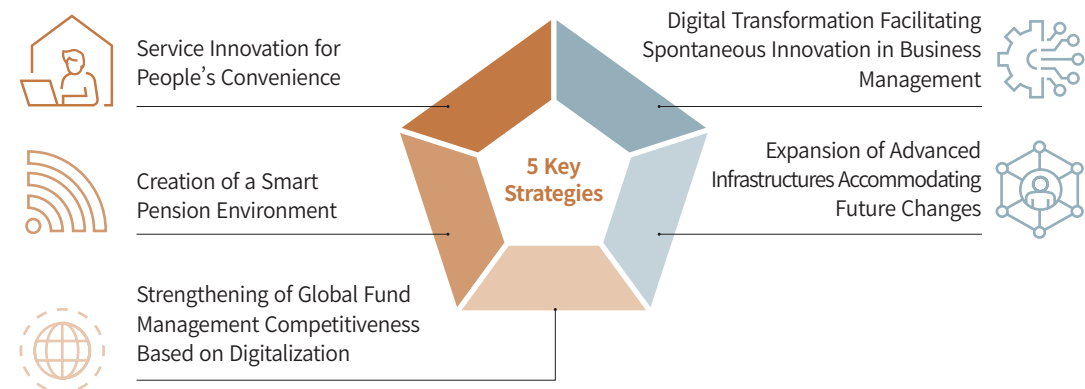 Service Innovation for
People’s Convenience
Creation of a Smart
Pension Environment
Strengthening of Global Fund
Management Competitiveness
Based on Digitalization
5 Key
Strategies
Digital Transformation Facilitating
Spontaneous Innovation in Business
Management
Expansion of Advanced
Infrastructures Accommodating
Future Changes